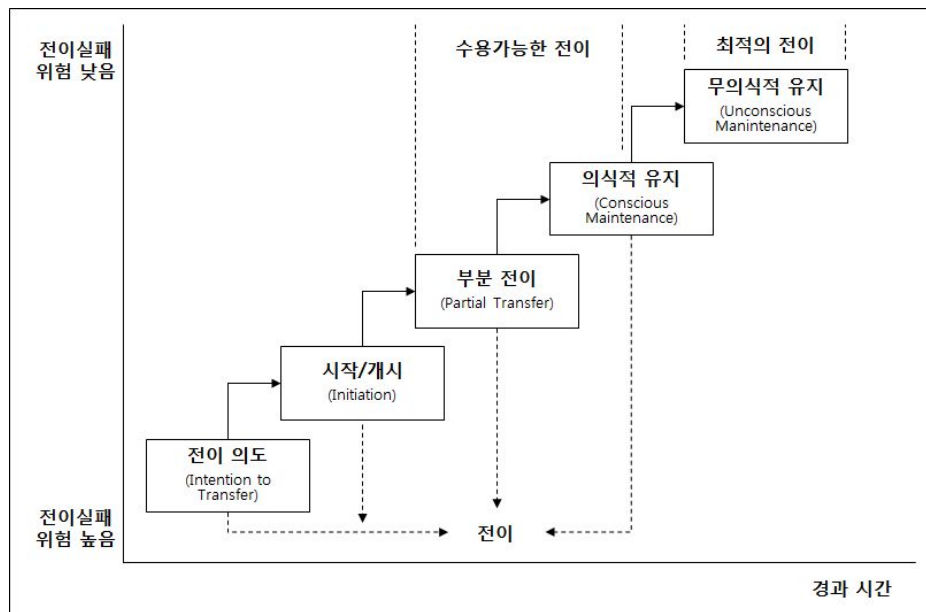 전이실패
위험 낮음
수용가능한 전이
최적의 전이
무의식적 유지
(Unconscious
Manintenance)
의식적 유지
(Conscious
Maintenance)
부분 전이
(Partial Transfer)
시작/개시
(Initiation)
전이 의도
(Intention to
Transfer)
전이실패
위험 높음
전이
경과 시간